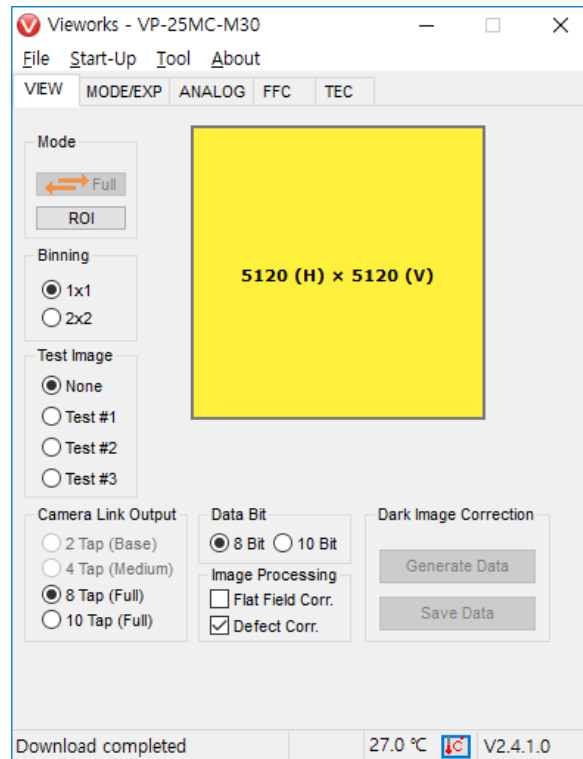 Vieworks - VP-25MC-M30
File Start-Up Tool About
VIEW MODE/EXP ANALOG FFC TEC
Mode
Full
ROI
Binning
1x1
2x2
Test Image
None
Test #1
Test #2
Test #3
5120 (H) × 5120 (V)
Camera Link Output
2 Tap (Base)
4 Tap (Medium)
8 Tap (Full)
10 Tap (Full)
Data Bit
8 Bit 10 Bit
Image Processing
Flat Field Corr.
Defect Corr.
Dark Image Correction
Generate Data
Save Data
Download completed 27.0 ℃ C V2.4.1.0